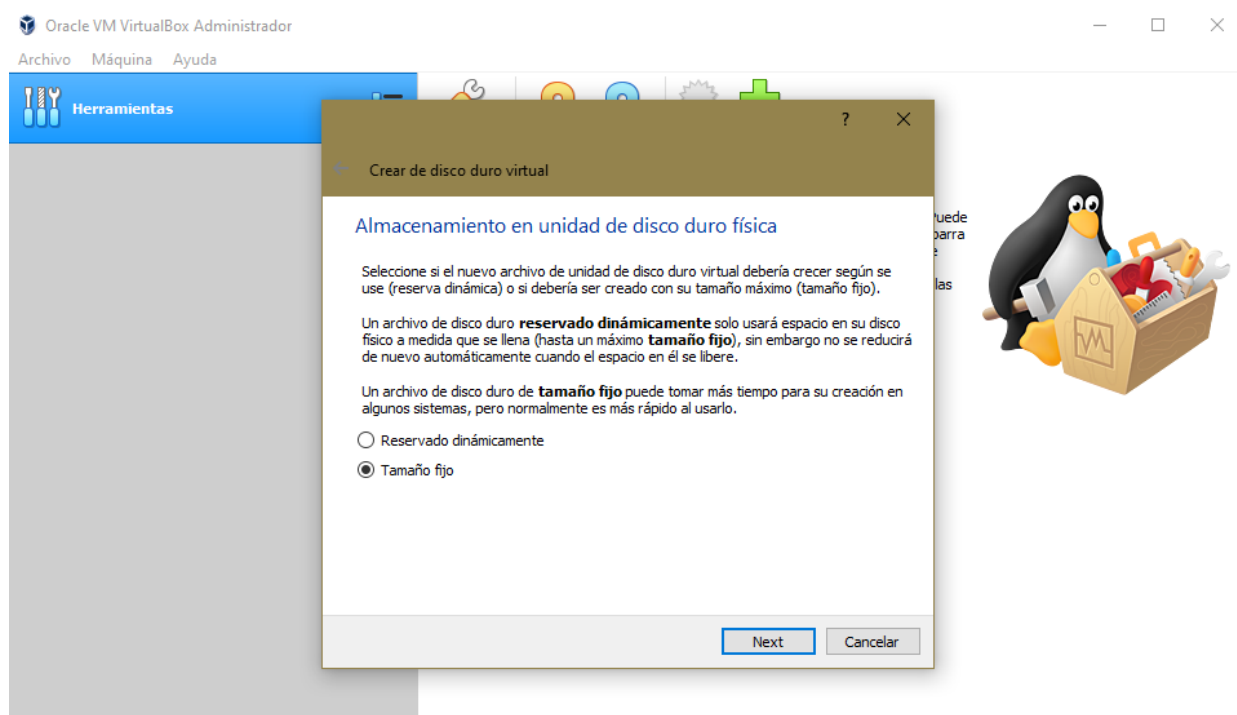 Oracle VM VirtualBox Administrador
Archivo Máquina Ayuda
Herramientas
?
Crear de disco duro virtual
Almacenamiento en unidad de disco duro física
Seleccione si el nuevo archivo de unidad de disco duro virtual debería crecer según se
use (reserva dinámica) o si debería ser creado con su tamaño máximo (tamaño fijo).
Un archivo de disco duro reservado dinámicamente solo usará espacio en su disco
físico a medida que se llena (hasta un máximo tamaño fijo), sin embargo no se reducirá
de nuevo automáticamente cuando el espacio en él se libere.
Un archivo de disco duro de tamaño fijo puede tomar más tiempo para su creación en
algunos sistemas, pero normalmente es más rápido al usarlo.
Reservado dinámicamente
Tamaño fijo
Next Cancelar
las